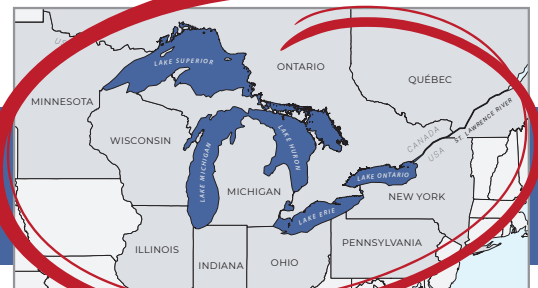 US
LAKE SUPERIOR
ONTARIO
QUÉBEC
MINNESOTA
ST. LAWRENCE RIVER
WISCONSIN
LAKE HURON
CANADA
USA
LAKE MICHIGAN
LAKE ONTARIO
MICHIGAN
NEW YORK
LAKE ERIE
PENNSYLVANIA
ILLINOIS
INDIANA
OHIO